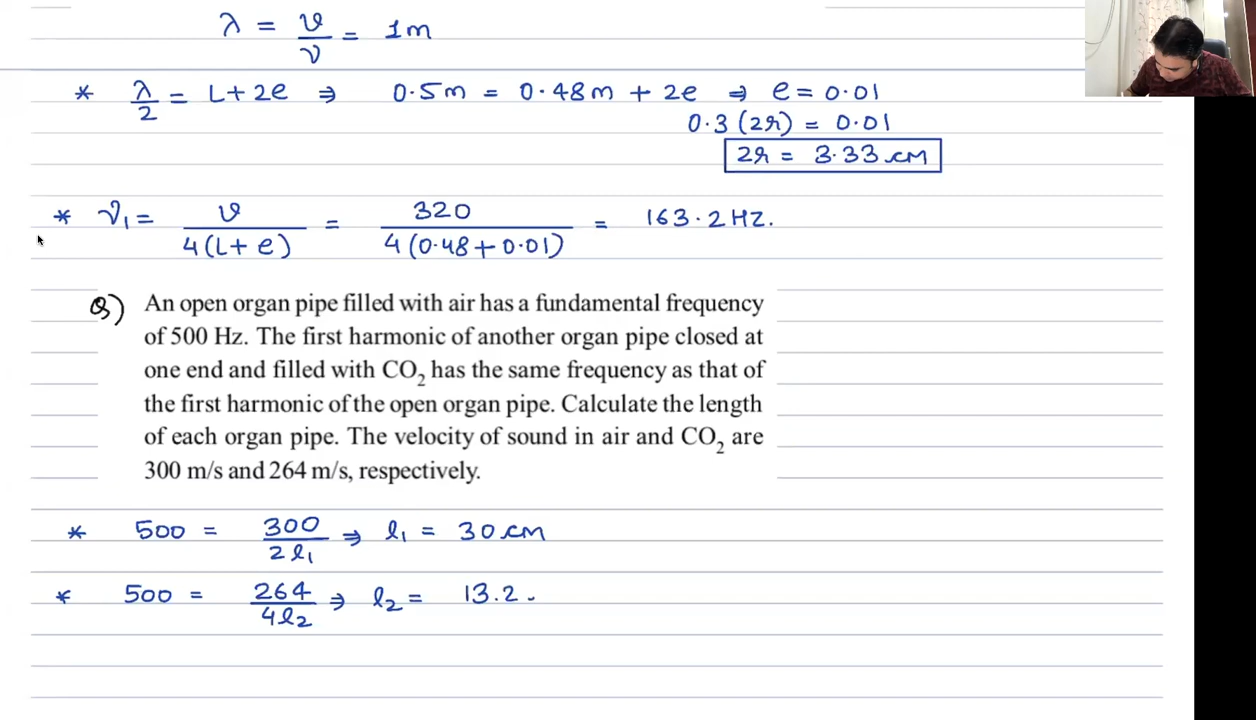 λ = v/ν = 1m
* λ/2 = L+2e ⇒ 0.5m = 0.48m + 2e ⇒ e = 0.01
0.3 (2r) = 0.01
2r = 3.33 cm
* ν₁ = v/4(L+e) = 320/4(0.48+0.01) = 163.2 HZ.
Q) An open organ pipe filled with air has a fundamental frequency
of 500 Hz. The first harmonic of another organ pipe closed at
one end and filled with CO₂ has the same frequency as that of
the first harmonic of the open organ pipe. Calculate the length
of each organ pipe. The velocity of sound in air and CO₂ are
300 m/s and 264 m/s, respectively.
* 500 = 300/2l₁ ⇒ l₁ = 30 cm
* 500 = 264/4l₂ ⇒ l₂ = 13.2